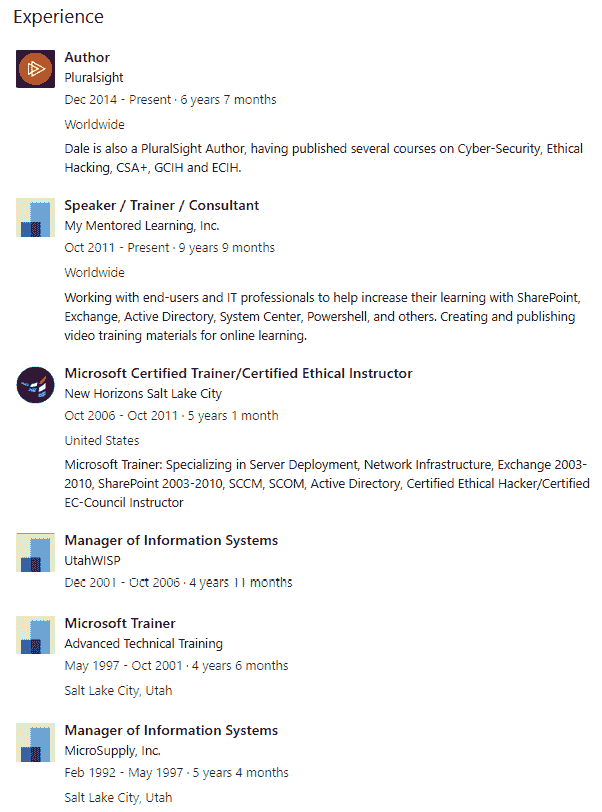 Experience
Author
Pluralsight
Dec 2014 - Present · 6 years 7 months
Worldwide
Dale is also a PluralSight Author, having published several courses on Cyber-Security, Ethical
Hacking, CSA+, GCIH and ECIH.
Speaker / Trainer / Consultant
My Mentored Learning, Inc.
Oct 2011 - Present · 9 years 9 months
Worldwide
Working with end-users and IT professionals to help increase their learning with SharePoint,
Exchange, Active Directory, System Center, Powershell, and others. Creating and publishing
video training materials for online learning.
Microsoft Certified Trainer/Certified Ethical Instructor
New Horizons Salt Lake City
Oct 2006 - Oct 2011 · 5 years 1 month
United States
Microsoft Trainer: Specializing in Server Deployment, Network Infrastructure, Exchange 2003-
2010, SharePoint 2003-2010, SCCM, SCOM, Active Directory, Certified Ethical Hacker/Certified
EC-Council Instructor
Manager of Information Systems
UtahWISP
Dec 2001 - Oct 2006 · 4 years 11 months
Microsoft Trainer
Advanced Technical Training
May 1997 - Oct 2001 · 4 years 6 months
Salt Lake City, Utah
Manager of Information Systems
MicroSupply, Inc.
Feb 1992 - May 1997 · 5 years 4 months
Salt Lake City, Utah